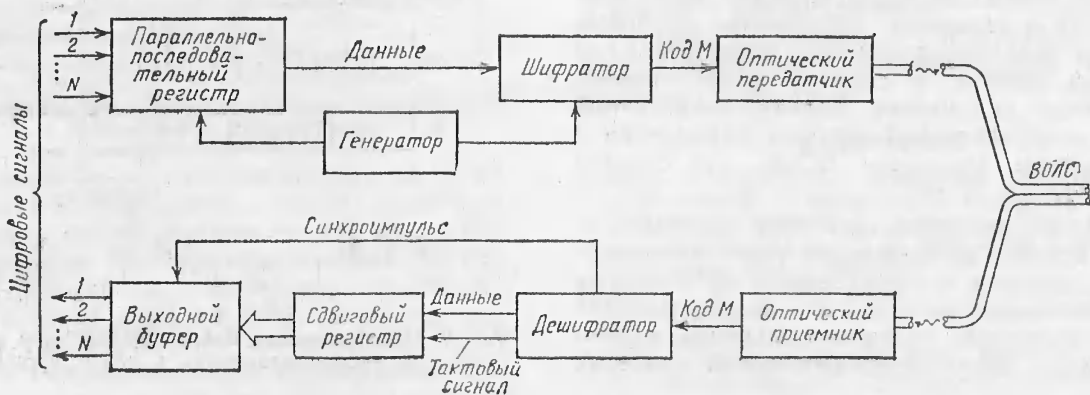 Цифровые сигналы
1
2
N
Параллельно-
последова-
тельный
регистр
Данные
Шифратор
Код М
Оптический
передатчик
Генератор
ВОЛС
Синхроимпульс
1
2
N
Выходной
буфер
Сдвиговый
регистр
Данные
Тактовый
сигнал
Дешифратор
Код М
Оптический
приемник